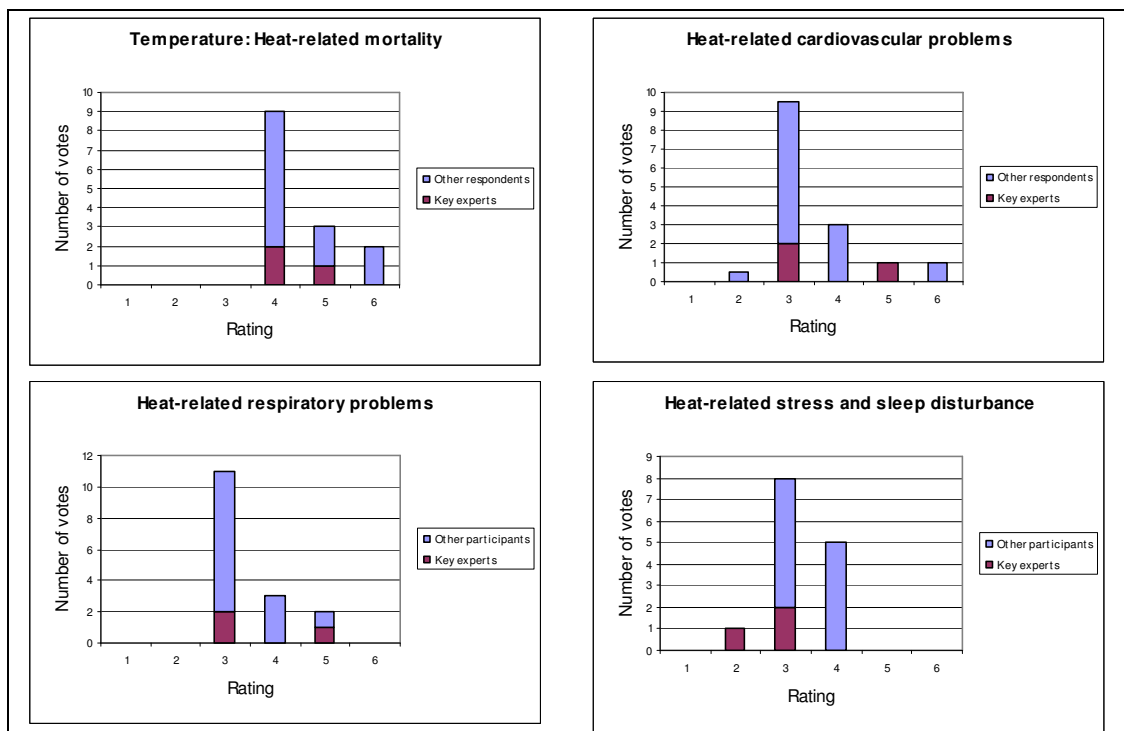 Temperature: Heat-related mortality
10
9
8
7
6
5
4
3
2
1
0
Number of votes
1 2 3 4 5 6
Rating
Other respondents
Key experts
Heat-related cardiovascular problems
10
9
8
7
6
5
4
3
2
1
0
Number of votes
1 2 3 4 5 6
Rating
Other respondents
Key experts
Heat-related respiratory problems
12
10
8
6
4
2
0
Number of votes
1 2 3 4 5 6
Rating
Other participants
Key experts
Heat-related stress and sleep disturbance
9
8
7
6
5
4
3
2
1
0
Number of votes
1 2 3 4 5 6
Rating
Other participants
Key experts